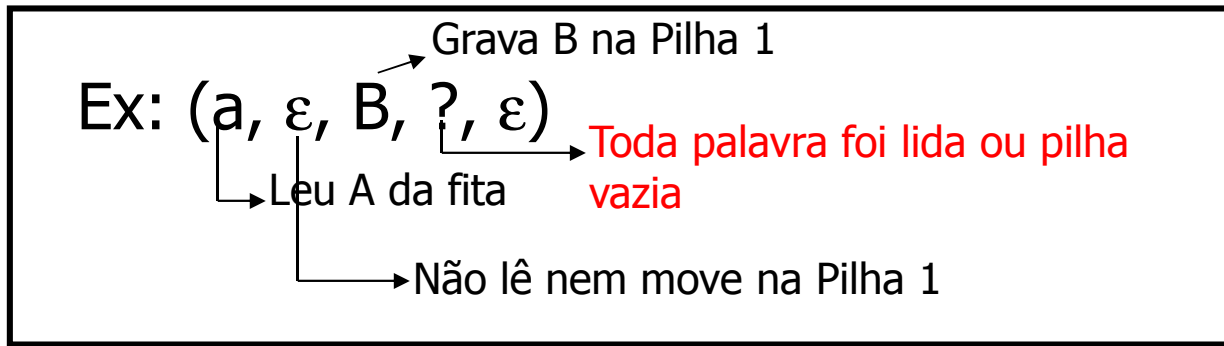 Grava B na Pilha 1
Ex: (a, ε, B, ?, ε)
Toda palavra foi lida ou pilha
vazia
Leu A da fita
Não lê nem move na Pilha 1